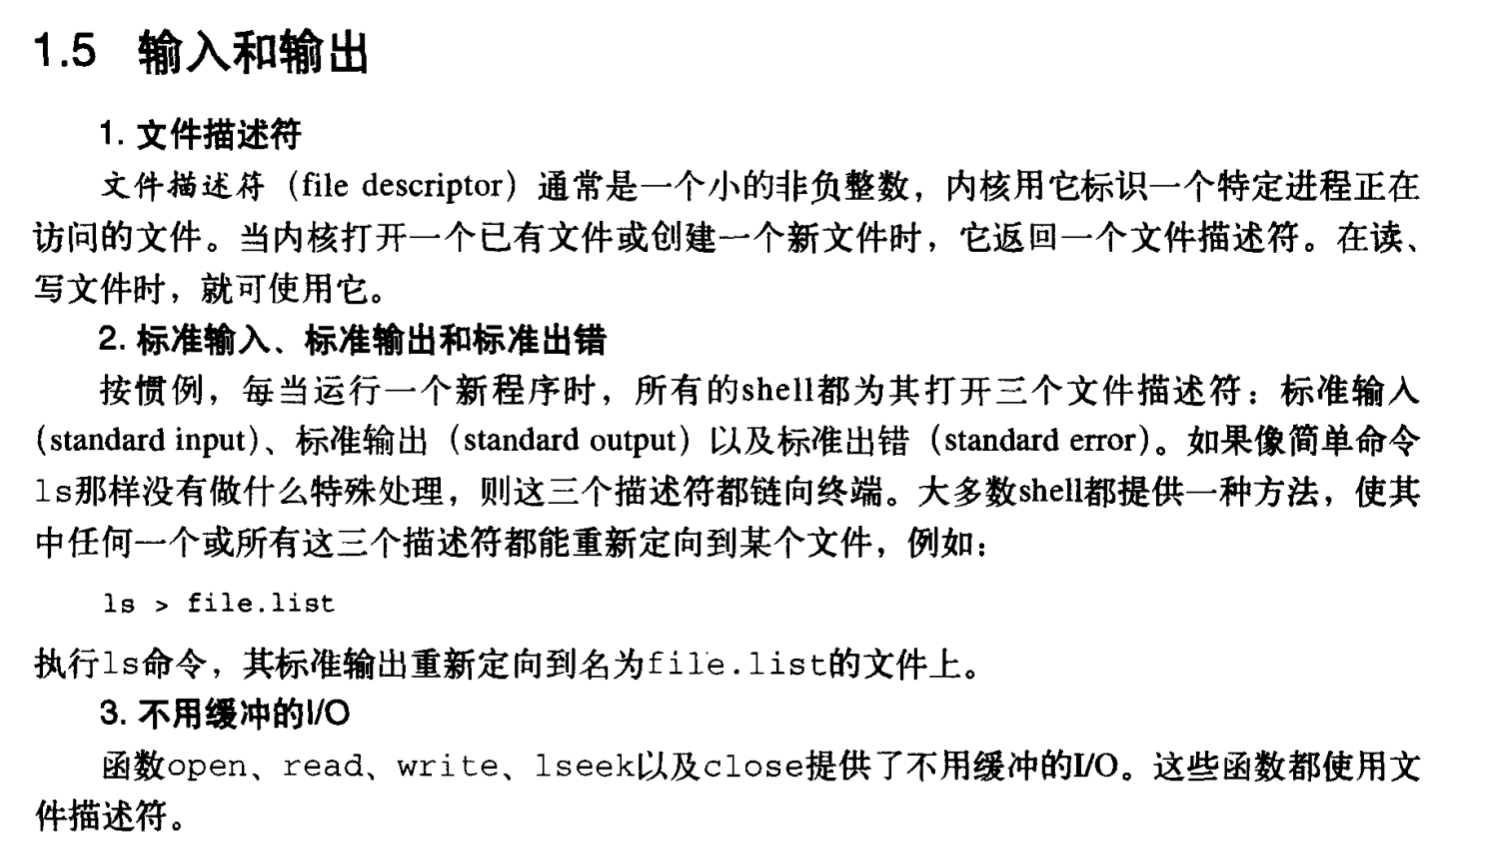 1.5 输入和输出
1. 文件描述符
文件描述符（file descriptor）通常是一个小的非负整数，内核用它标识一个特定进程正在
访问的文件。当内核打开一个已有文件或创建一个新文件时，它返回一个文件描述符。在读、
写文件时，就可使用它。
2. 标准输入、标准输出和标准出错
按惯例，每当运行一个新程序时，所有的shell都为其打开三个文件描述符：标准输入
(standard input)、标准输出（standard output）以及标准出错（standard error）。如果像简单命令
ls那样没有做什么特殊处理，则这三个描述符都链向终端。大多数shell都提供一种方法，使其
中任何一个或所有这三个描述符都能重新定向到某个文件，例如：
ls > file.list
执行ls命令，其标准输出重新定向到名为file.list的文件上。
3. 不用缓冲的I/O
函数open、read、write、lseek以及close提供了不用缓冲的I/O。这些函数都使用文
件描述符。